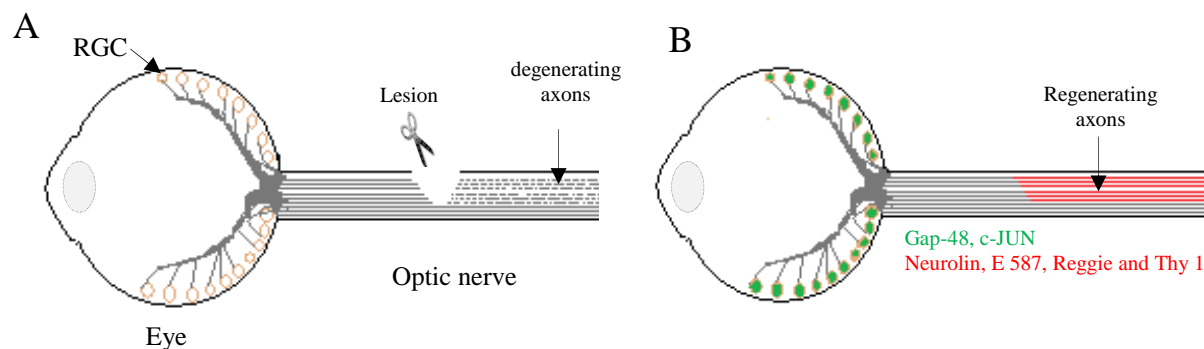 A
RGC
Lesion
degenerating
axons
Optic nerve
Eye
B
Regenerating
axons
Gap-48, c-JUN
Neurolin, E 587, Reggie and Thy 1